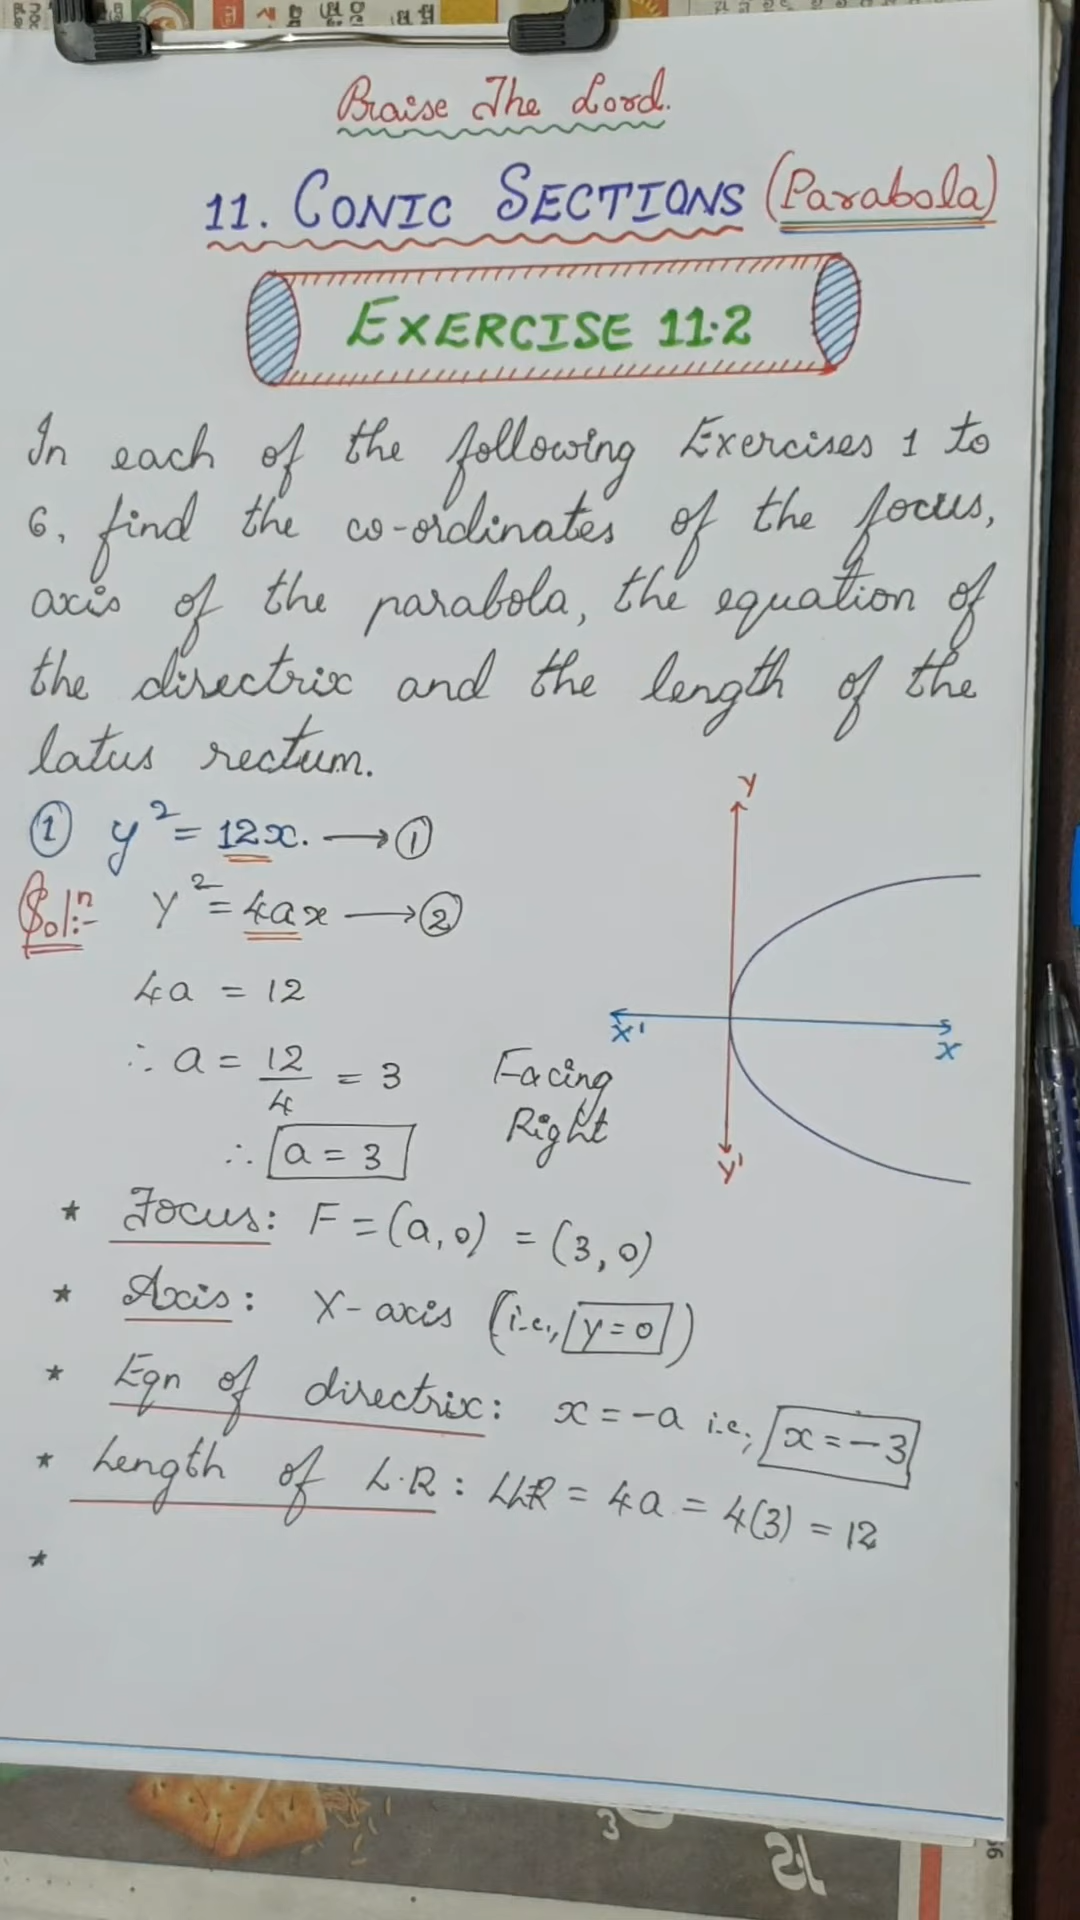 Praise The Lord.
11. CONIC SECTIONS (Parabola)
EXERCISE 11.2
In each of the following Exercises 1 to
6, find the co-ordinates of the focus,
axis of the parabola, the equation of
the directrix and the length of the
latus rectum.
① y² = 12x. ⟶ ①
Sol:ⁿ- Y² = 4ax ⟶ ②
4a = 12
∴ a = 12/4 = 3
∴ a = 3
Facing
Right
Y
X'
X
Y'
* Focus: F = (a, 0) = (3, 0)
* Axis: X-axis (i.e., y = 0)
* Eqn of directrix: x = -a i.e., x = -3
* Length of L.R: LLR = 4a = 4(3) = 12
*
3